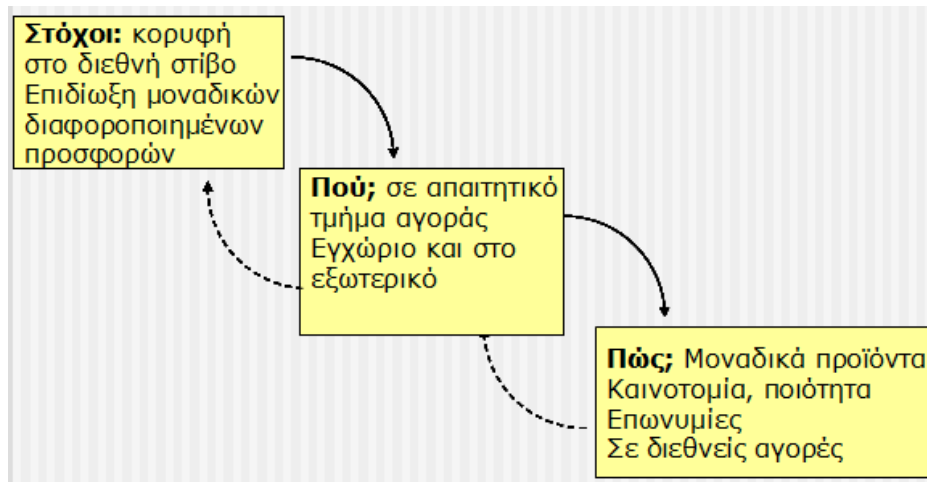 Στόχοι: κορυφή
στο διεθνή στίβο
Επιδίωξη μοναδικών
διαφοροποιημένων
προσφορών
Πού; σε απαιτητικό
τμήμα αγοράς
Εγχώριο και στο
εξωτερικό
Πώς; Μοναδικά προϊόντα
Καινοτομία, ποιότητα
Επωνυμίες
Σε διεθνείς αγορές